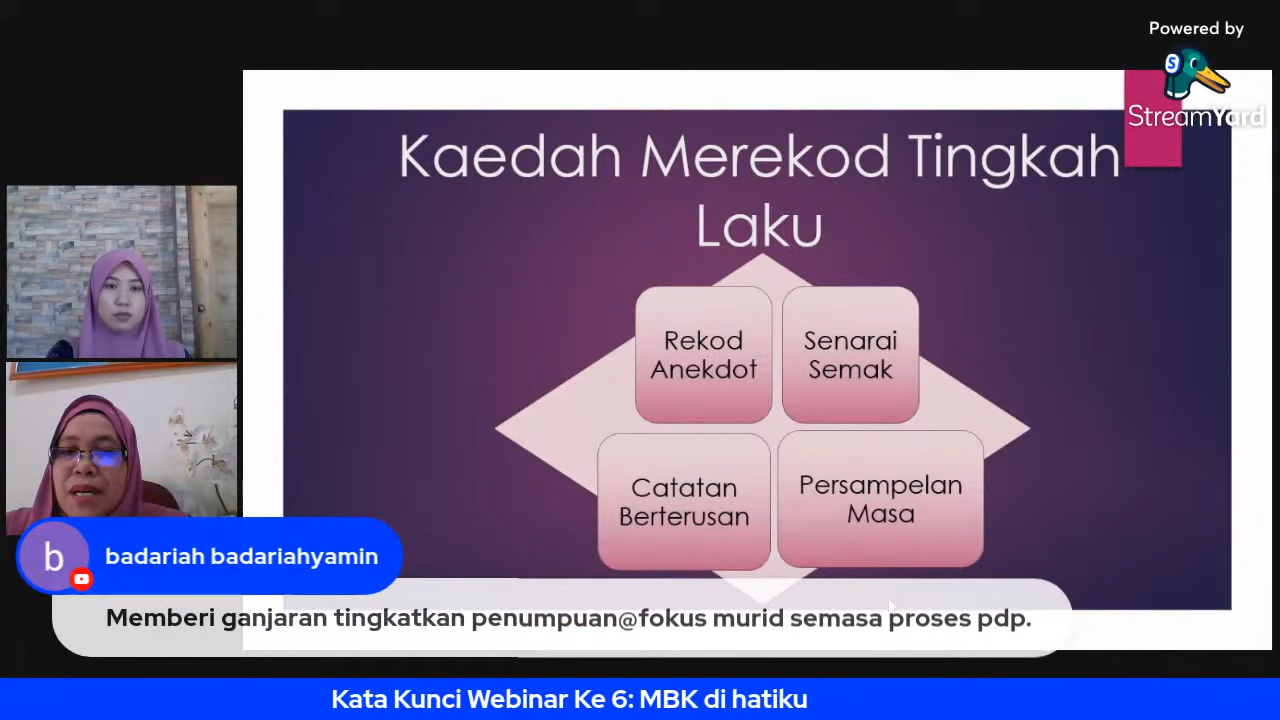 Powered by
S
StreamYard
Kaedah Merekod Tingkah
Laku
Rekod
Anekdot
Senarai
Semak
Catatan
Berterusan
Persampelan
Masa
b
badariah badariahyamin
Memberi ganjaran tingkatkan penumpuan@fokus murid semasa proses pdp.
Kata Kunci Webinar Ke 6: MBK di hatiku